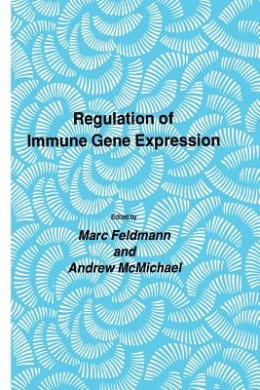 Regulation of
Immune Gene Expression
Edited by
Marc Feldmann
and
Andrew McMichael